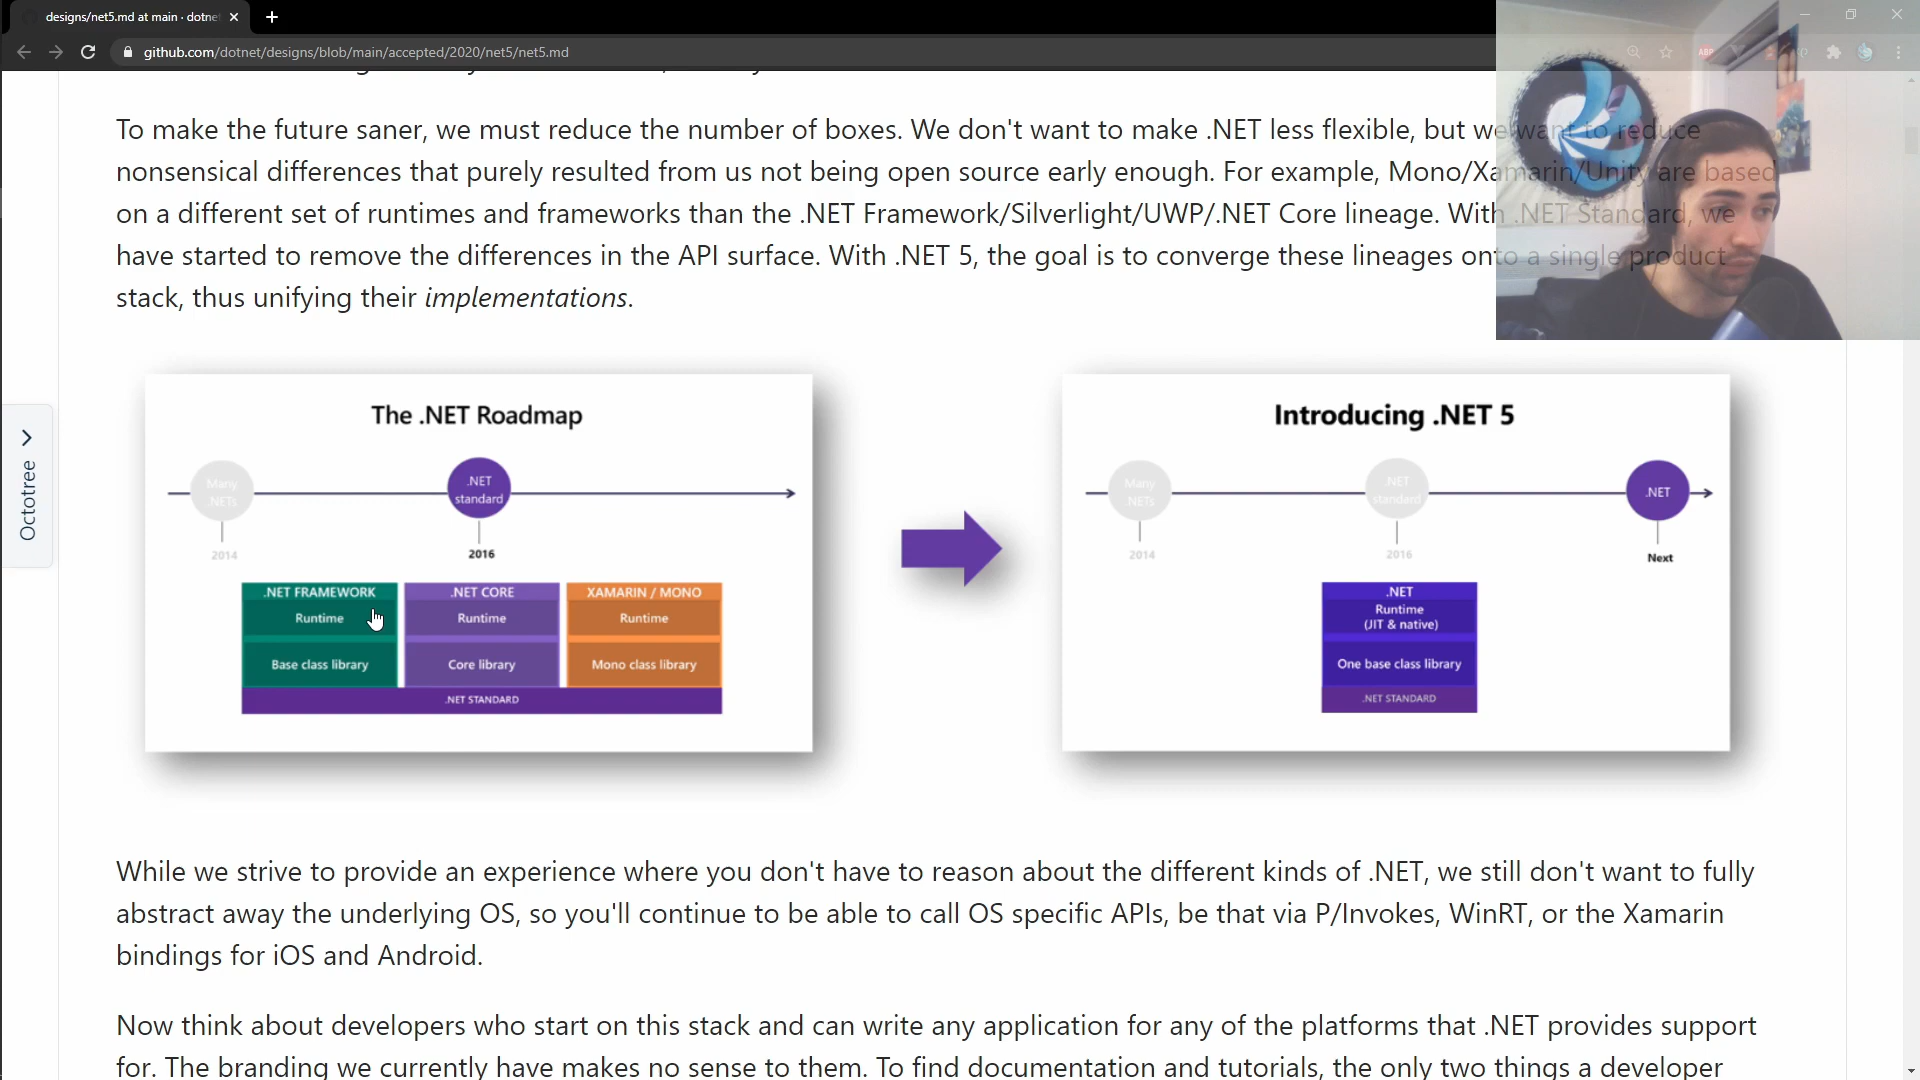 designs/net5.md at main · dotne
github.com/dotnet/designs/blob/main/accepted/2020/net5/net5.md
ABP
To make the future saner, we must reduce the number of boxes. We don't want to make .NET less flexible, but we want to reduce
nonsensical differences that purely resulted from us not being open source early enough. For example, Mono/Xamarin/Unity are based
on a different set of runtimes and frameworks than the .NET Framework/Silverlight/UWP/.NET Core lineage. With .NET Standard, we
have started to remove the differences in the API surface. With .NET 5, the goal is to converge these lineages onto a single product
stack, thus unifying their implementations.
Octotree
The .NET Roadmap
Many
.NETs
.NET
standard
2014
2016
.NET FRAMEWORK
Runtime
Base class library
.NET CORE
Runtime
Core library
XAMARIN / MONO
Runtime
Mono class library
.NET STANDARD
Introducing .NET 5
Many
.NETs
.NET
standard
.NET
2014
2016
Next
.NET
Runtime
(JIT & native)
One base class library
.NET STANDARD
While we strive to provide an experience where you don't have to reason about the different kinds of .NET, we still don't want to fully
abstract away the underlying OS, so you'll continue to be able to call OS specific APIs, be that via P/Invokes, WinRT, or the Xamarin
bindings for iOS and Android.
Now think about developers who start on this stack and can write any application for any of the platforms that .NET provides support
for. The branding we currently have makes no sense to them. To find documentation and tutorials, the only two things a developer